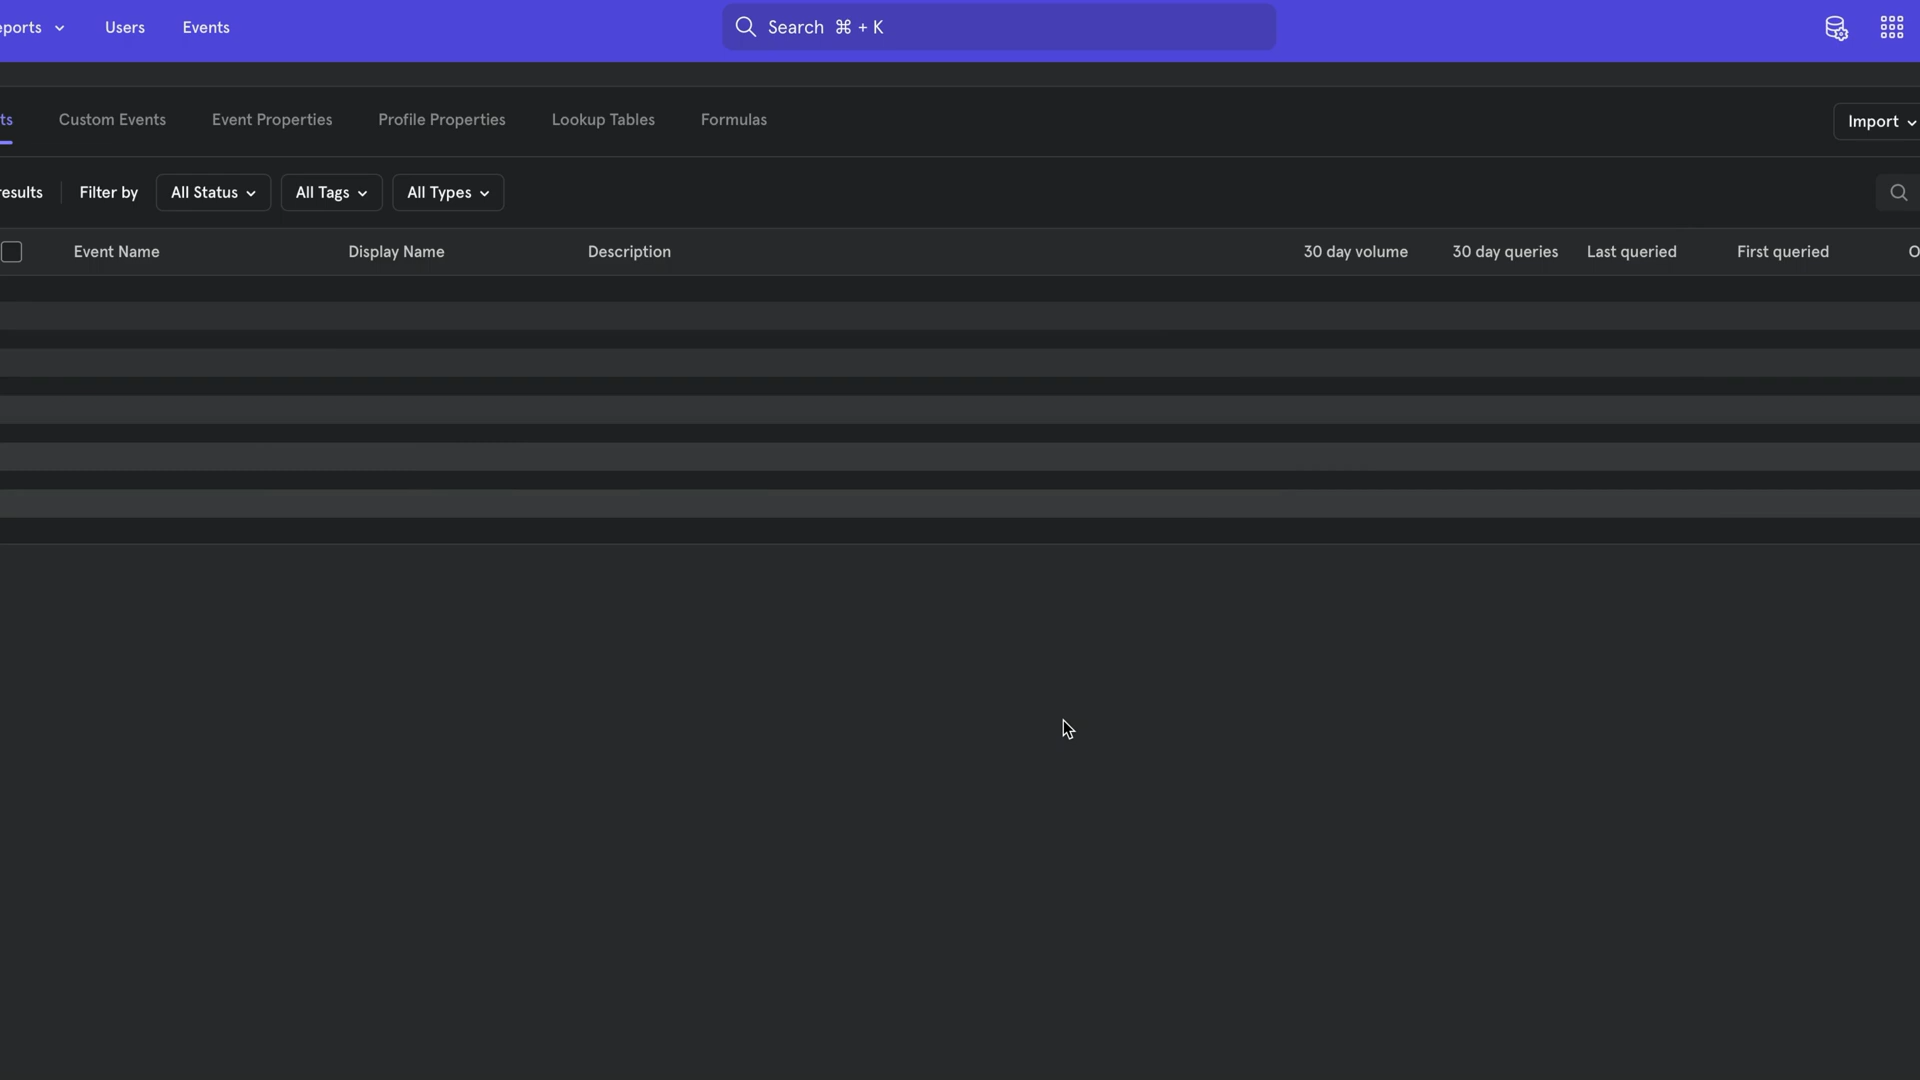 eports Users Events Search ⌘ + K
ts Custom Events Event Properties Profile Properties Lookup Tables Formulas Import
results Filter by All Status All Tags All Types
Event Name Display Name Description 30 day volume 30 day queries Last queried First queried O